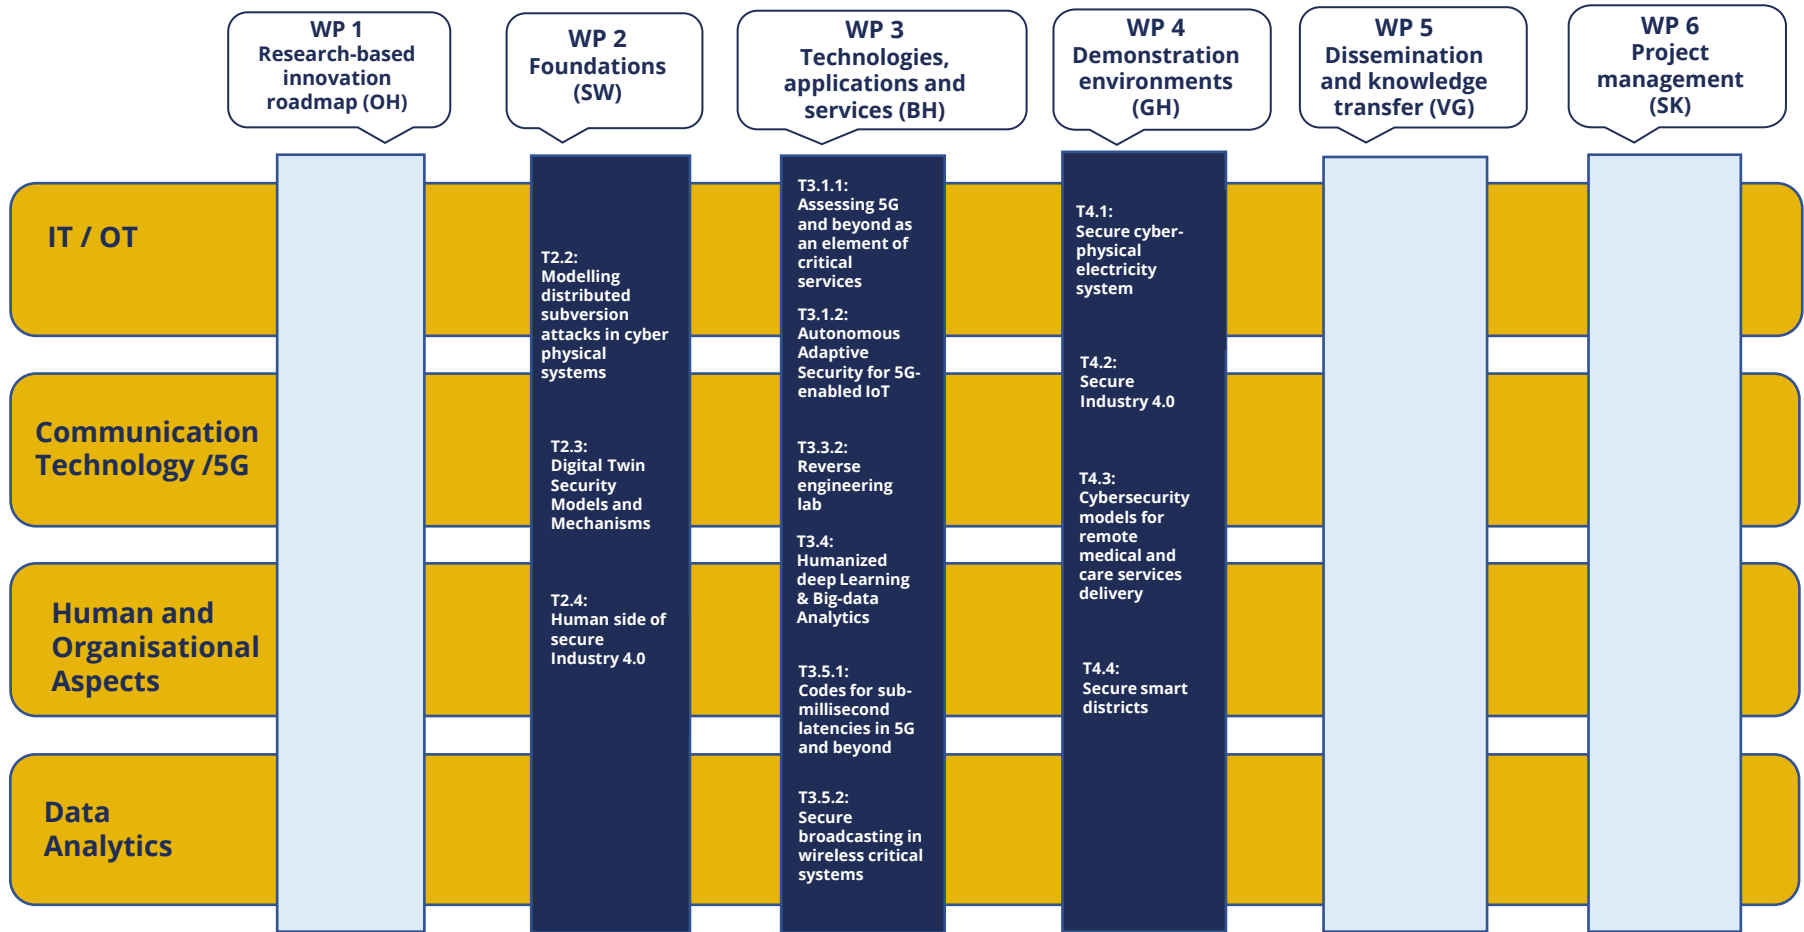 WP 1
Research-based
innovation
roadmap (OH)
WP 2
Foundations
(SW)
WP 3
Technologies,
applications and
services (BH)
WP 4
Demonstration
environments
(GH)
WP 5
Dissemination
and knowledge
transfer (VG)
WP 6
Project
management
(SK)
IT / OT
Communication
Technology /5G
Human and
Organisational
Aspects
Data
Analytics
T2.2:
Modelling
distributed
subversion
attacks in cyber
physical
systems
T2.3:
Digital Twin
Security
Models and
Mechanisms
T2.4:
Human side of
secure
Industry 4.0
T3.1.1:
Assessing 5G
and beyond as
an element of
critical
services
T3.1.2:
Autonomous
Adaptive
Security for 5G-
enabled IoT
T3.3.2:
Reverse
engineering
lab
T3.4:
Humanized
deep Learning
& Big-data
Analytics
T3.5.1:
Codes for sub-
millisecond
latencies in 5G
and beyond
T3.5.2:
Secure
broadcasting in
wireless critical
systems
T4.1:
Secure cyber-
physical
electricity
system
T4.2:
Secure
Industry 4.0
T4.3:
Cybersecurity
models for
remote
medical and
care services
delivery
T4.4:
Secure smart
districts